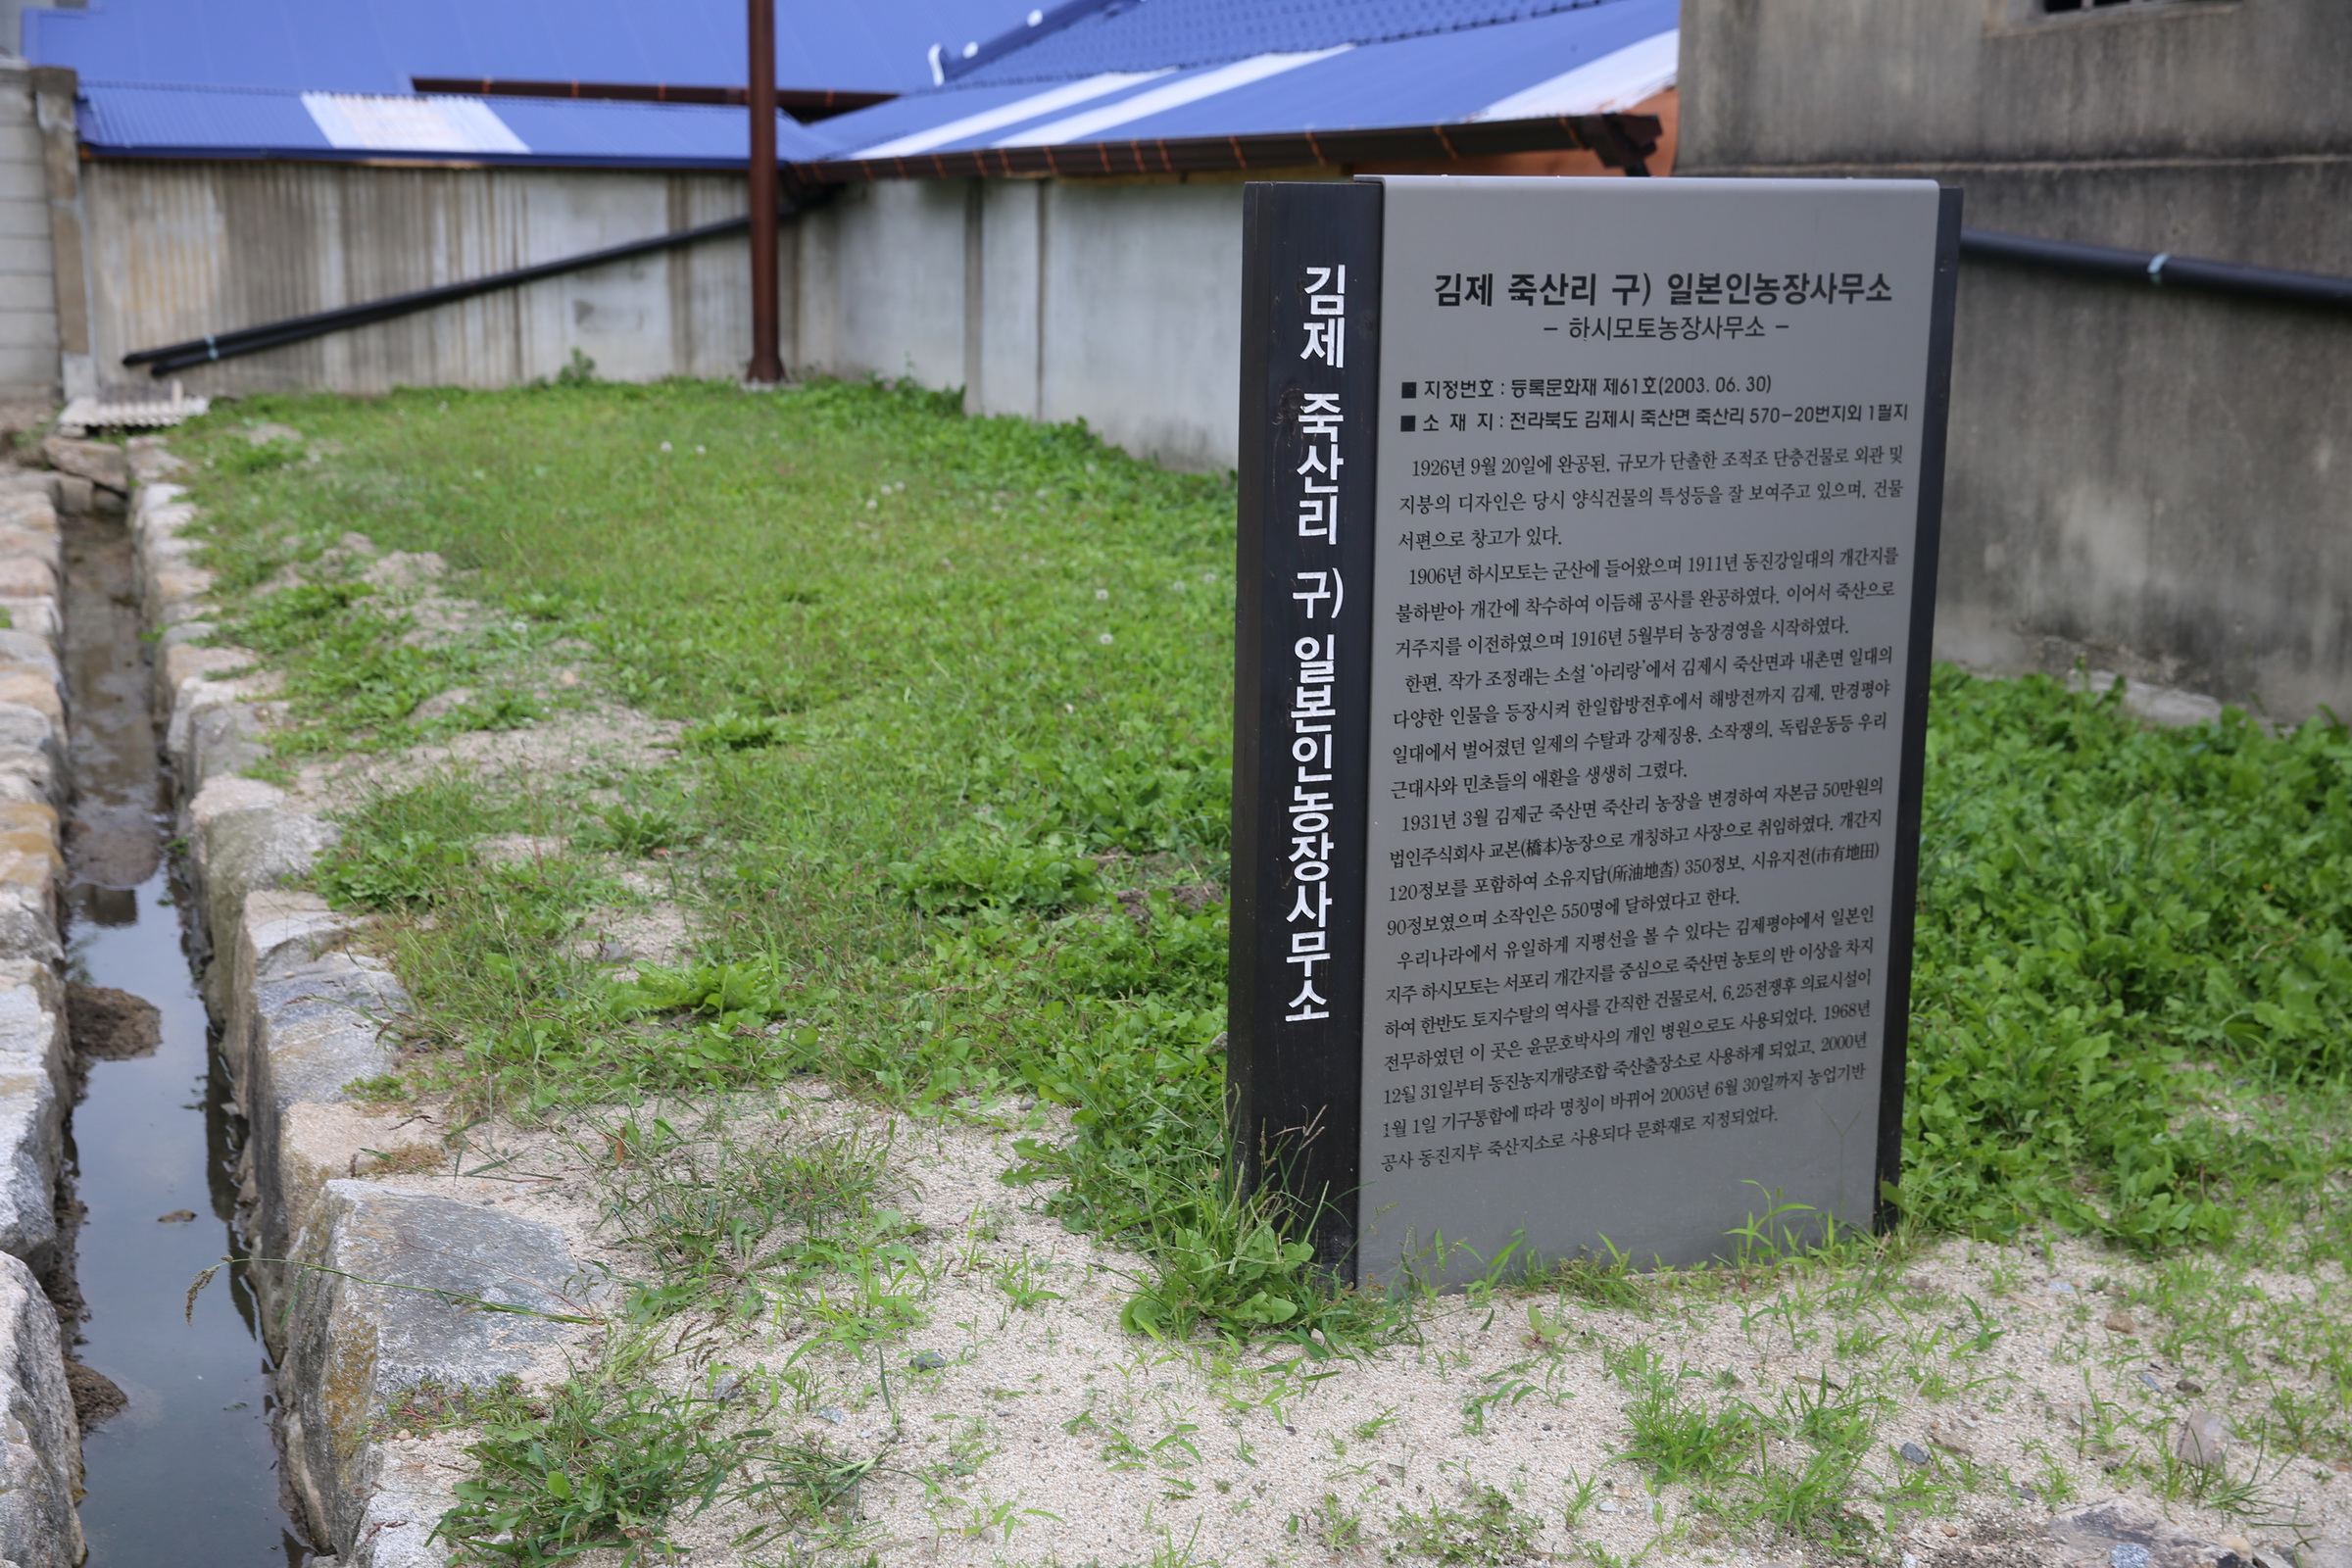 김제 죽산리 구) 일본인농장사무소
김제 죽산리 구) 일본인농장사무소
- 하시모토농장사무소 -
■ 지정번호 : 등록문화재 제61호(2003. 06. 30)
■ 소 재 지 : 전라북도 김제시 죽산면 죽산리 570-20번지외 1필지
1926년 9월 20일에 완공된, 규모가 단촐한 조적조 단층건물로 외관 및
지붕의 디자인은 당시 양식건물의 특성등을 잘 보여주고 있으며, 건물
서편으로 창고가 있다.
1906년 하시모토는 군산에 들어왔으며 1911년 동진강일대의 개간지를
불하받아 개간에 착수하여 이듬해 공사를 완공하였다. 이어서 죽산으로
거주지를 이전하였으며 1916년 5월부터 농장경영을 시작하였다.
한편, 작가 조정래는 소설 '아리랑'에서 김제시 죽산면과 내촌면 일대의
다양한 인물을 등장시켜 한일합방전후에서 해방전까지 김제, 만경평야
일대에서 벌어졌던 일제의 수탈과 강제징용, 소작쟁의, 독립운동등 우리
근대사와 민초들의 애환을 생생히 그렸다.
1931년 3월 김제군 죽산면 죽산리 농장을 변경하여 자본금 50만원의
법인주식회사 교본(橋本)농장으로 개칭하고 사장으로 취임하였다. 개간지
120정보를 포함하여 소유지답(所油地畓) 350정보, 시유지전(市有地田)
90정보였으며 소작인은 550명에 달하였다고 한다.
우리나라에서 유일하게 지평선을 볼 수 있다는 김제평야에서 일본인
지주 하시모토는 서포리 개간지를 중심으로 죽산면 농토의 반 이상을 차지
하여 한반도 토지수탈의 역사를 간직한 건물로서, 6.25전쟁후 의료시설이
전무하였던 이 곳은 윤문호박사의 개인 병원으로도 사용되었다. 1968년
12월 31일부터 동진농지개량조합 죽산출장소로 사용하게 되었고, 2000년
1월 1일 기구통합에 따라 명칭이 바뀌어 2003년 6월 30일까지 농업기반
공사 동진지부 죽산지소로 사용되다 문화재로 지정되었다.